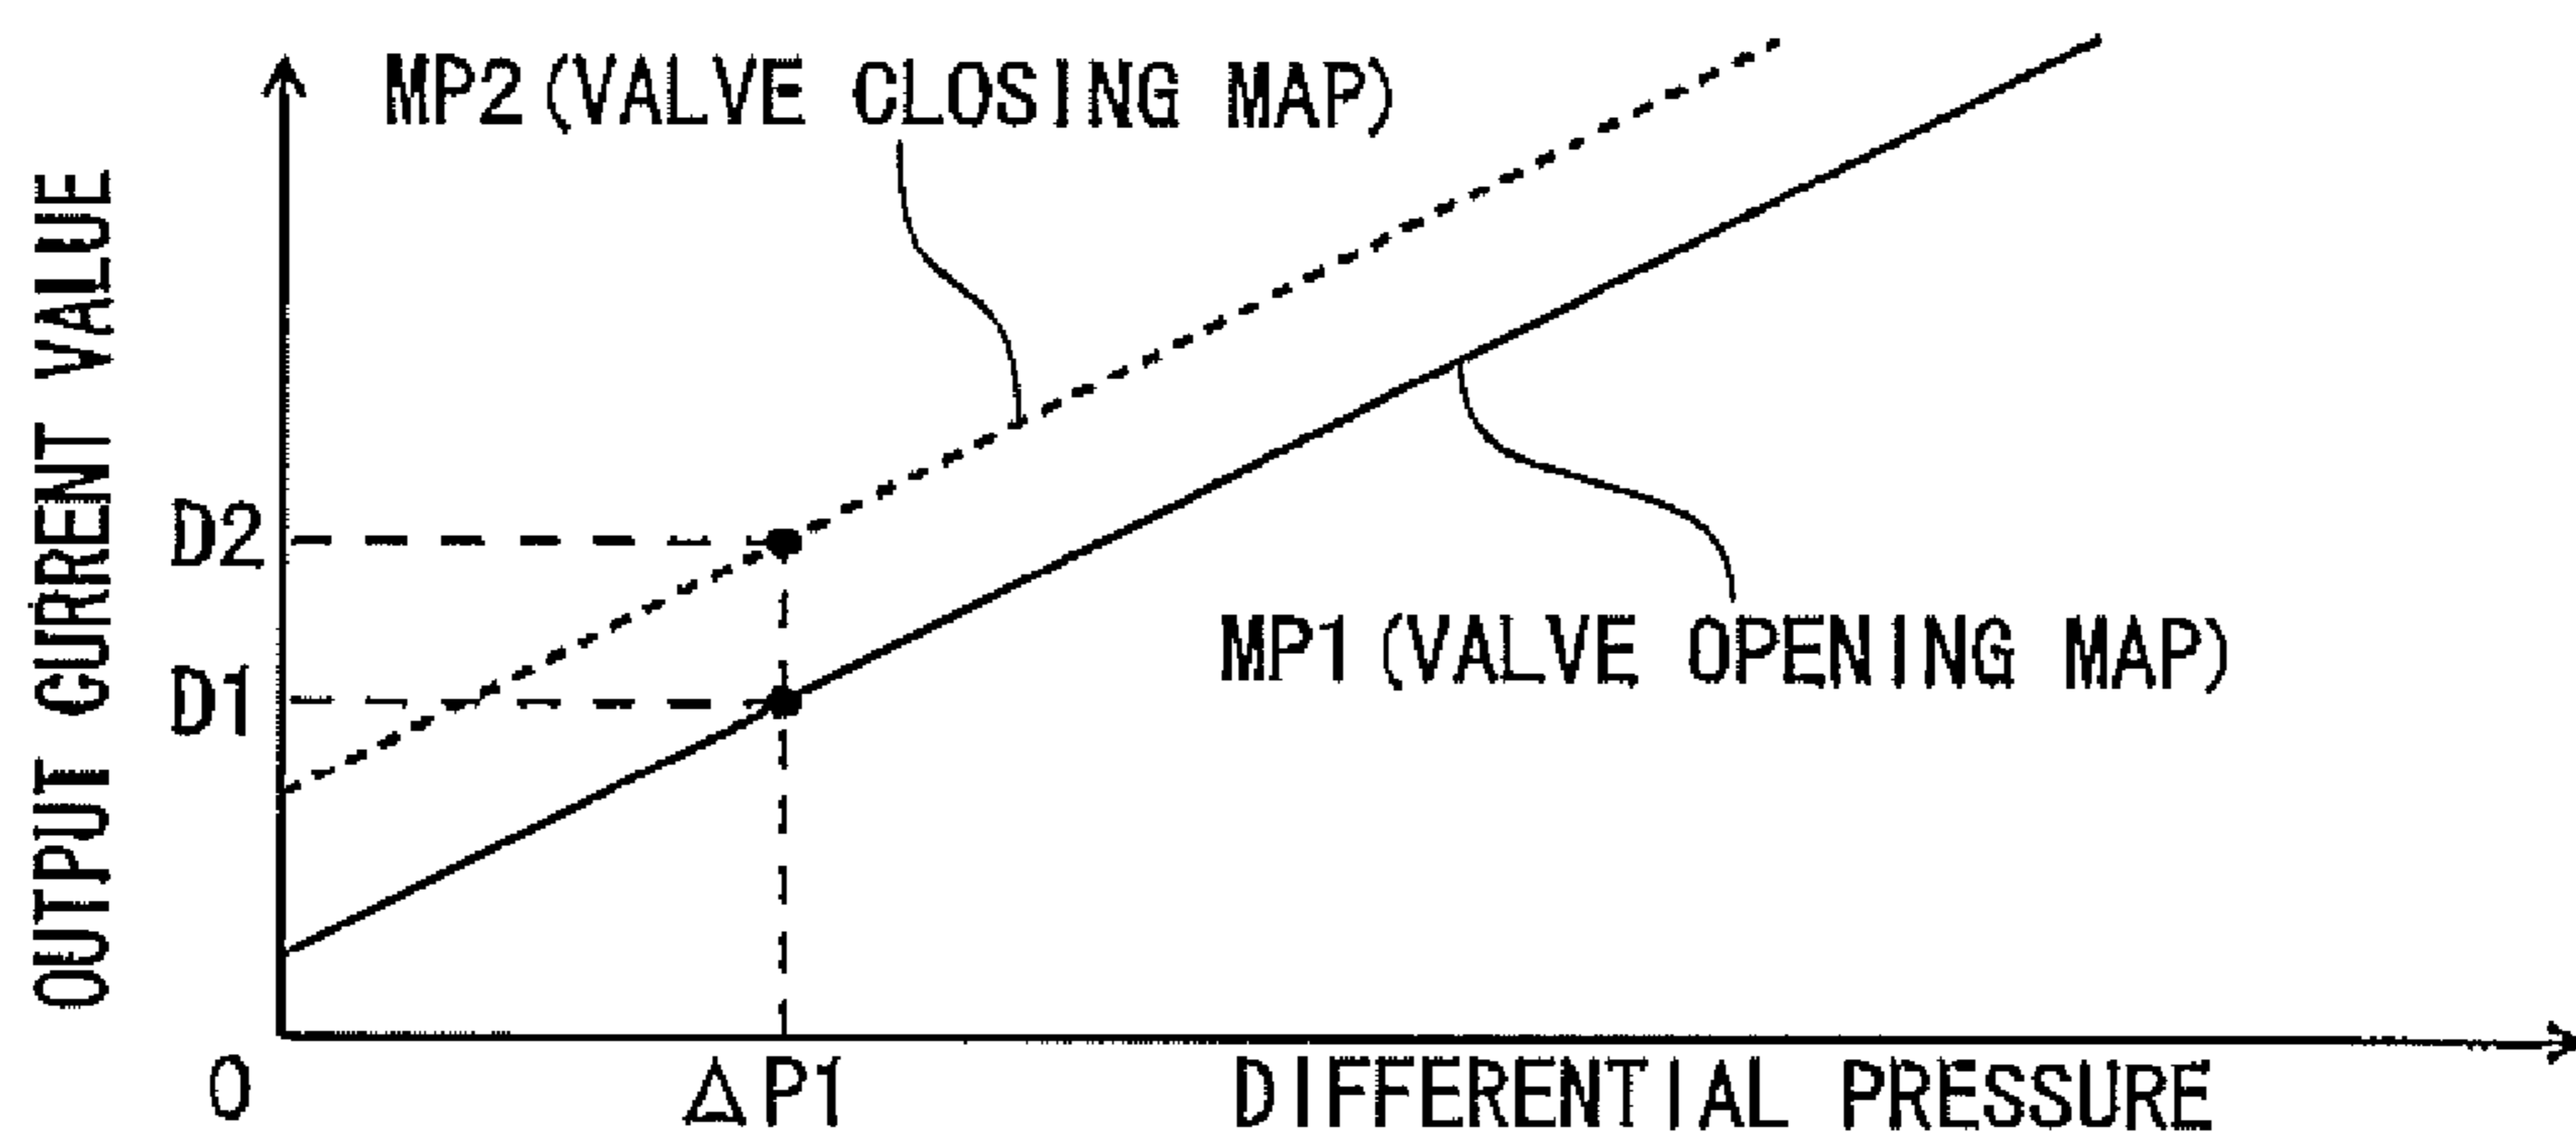 MP2(VALVE CLOSING MAP)
OUTPUT CURRENT VALUE
D2
D1
MP1(VALVE OPENING MAP)
0
ΔP1
DIFFERENTIAL PRESSURE